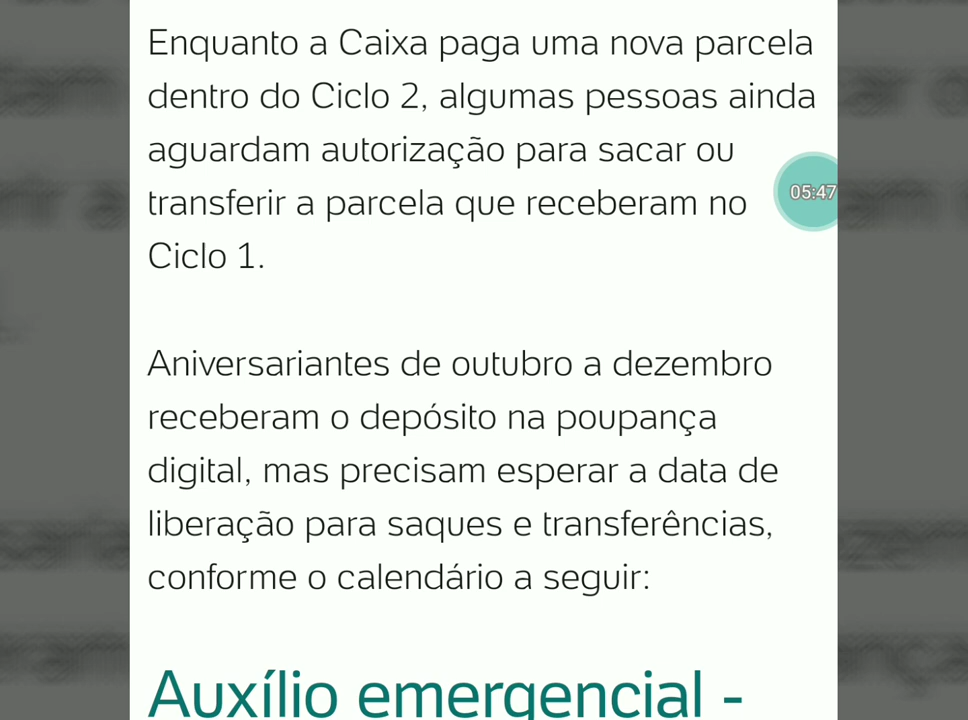 Enquanto a Caixa paga uma nova parcela
dentro do Ciclo 2, algumas pessoas ainda
aguardam autorização para sacar ou
transferir a parcela que receberam no
Ciclo 1.
05:47
Aniversariantes de outubro a dezembro
receberam o depósito na poupança
digital, mas precisam esperar a data de
liberação para saques e transferências,
conforme o calendário a seguir:
Auxílio emergencial -